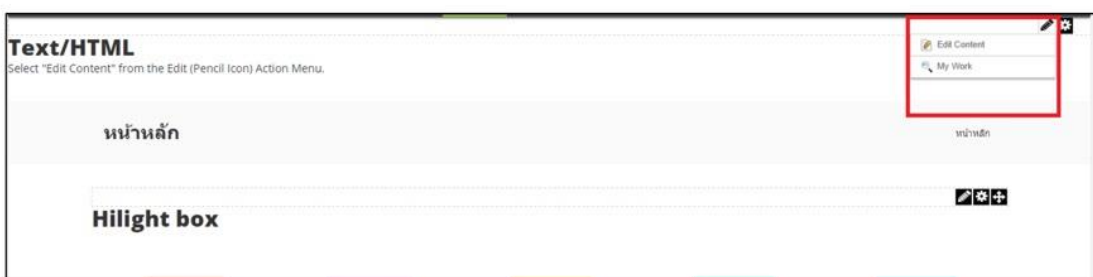 Text/HTML
Select "Edit Content" from the Edit (Pencil Icon) Action Menu.
Edit Content
My Work
หน้าหลัก
หน้าหลัก
Hilight box